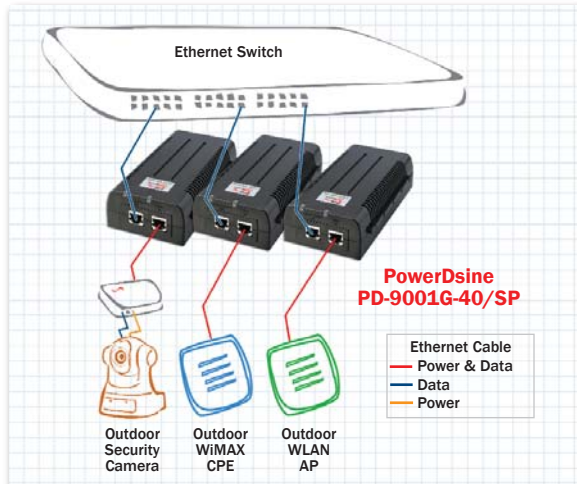 Ethernet Switch
PowerDsine
PD-9001G-40/SP
Ethernet Cable
Power & Data
Data
Power
Outdoor
Security
Camera
Outdoor
WiMAX
CPE
Outdoor
WLAN
AP